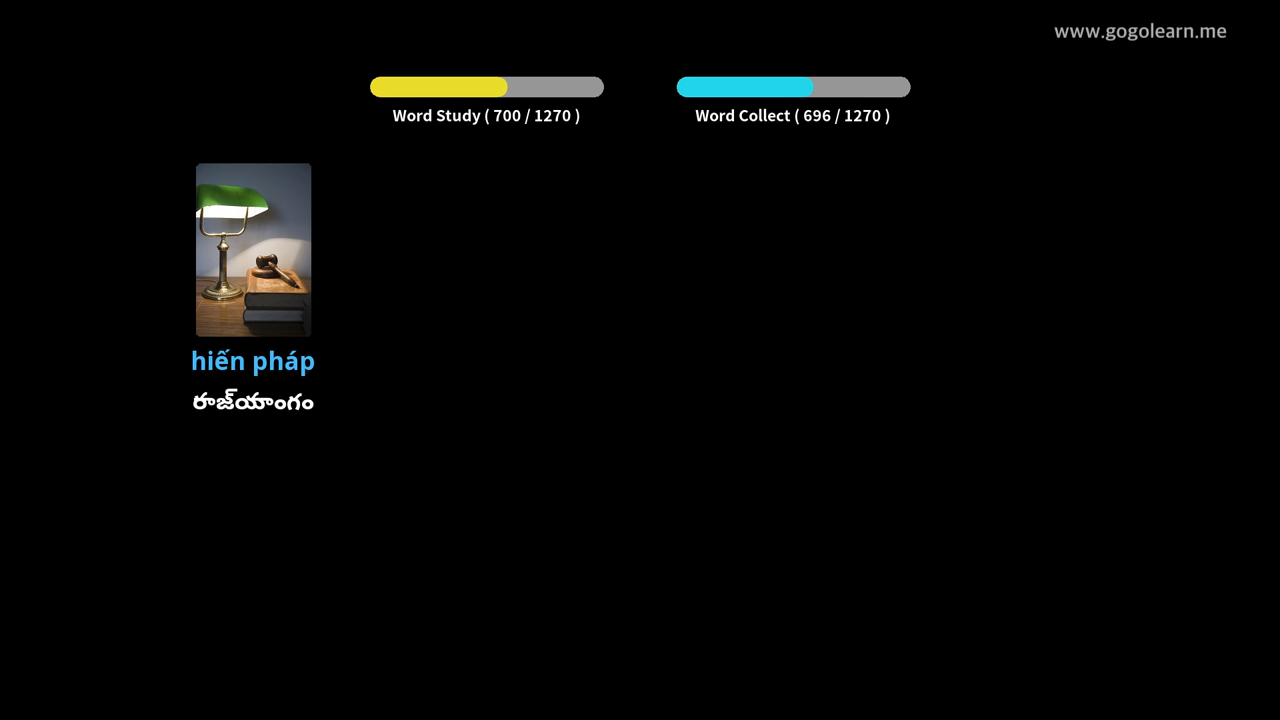 www.gogolearn.me
Word Study ( 700 / 1270 )
Word Collect ( 696 / 1270 )
hiến pháp
రాజ్‌యాంగం